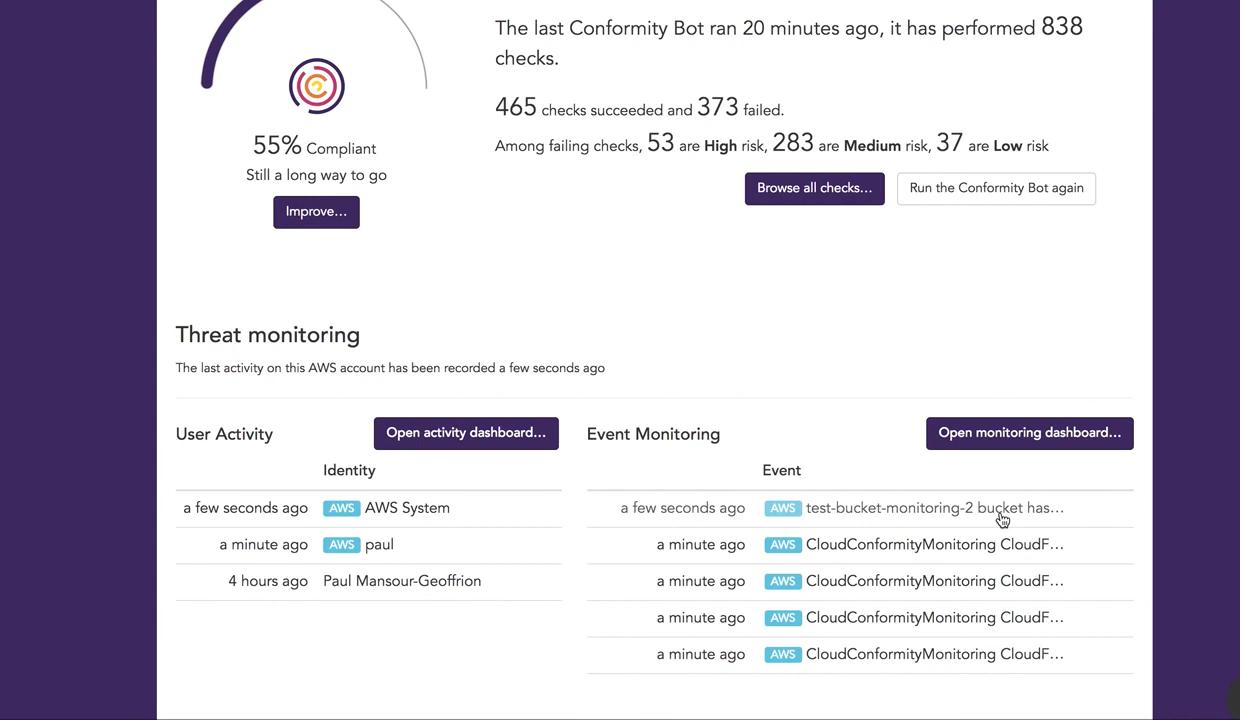 The last Conformity Bot ran 20 minutes ago, it has performed 838
checks.
465 checks succeeded and 373 failed.
Among failing checks, 53 are High risk, 283 are Medium risk, 37 are Low risk
Browse all checks...
Run the Conformity Bot again
55% Compliant
Still a long way to go
Improve...
Threat monitoring
The last activity on this AWS account has been recorded a few seconds ago
User Activity
Open activity dashboard...
Identity
a few seconds ago AWS AWS System
a minute ago AWS paul
4 hours ago Paul Mansour-Geoffrion
Event Monitoring
Open monitoring dashboard...
Event
a few seconds ago AWS test-bucket-monitoring-2 bucket has...
a minute ago AWS CloudConformityMonitoring CloudF...
a minute ago AWS CloudConformityMonitoring CloudF...
a minute ago AWS CloudConformityMonitoring CloudF...
a minute ago AWS CloudConformityMonitoring CloudF...